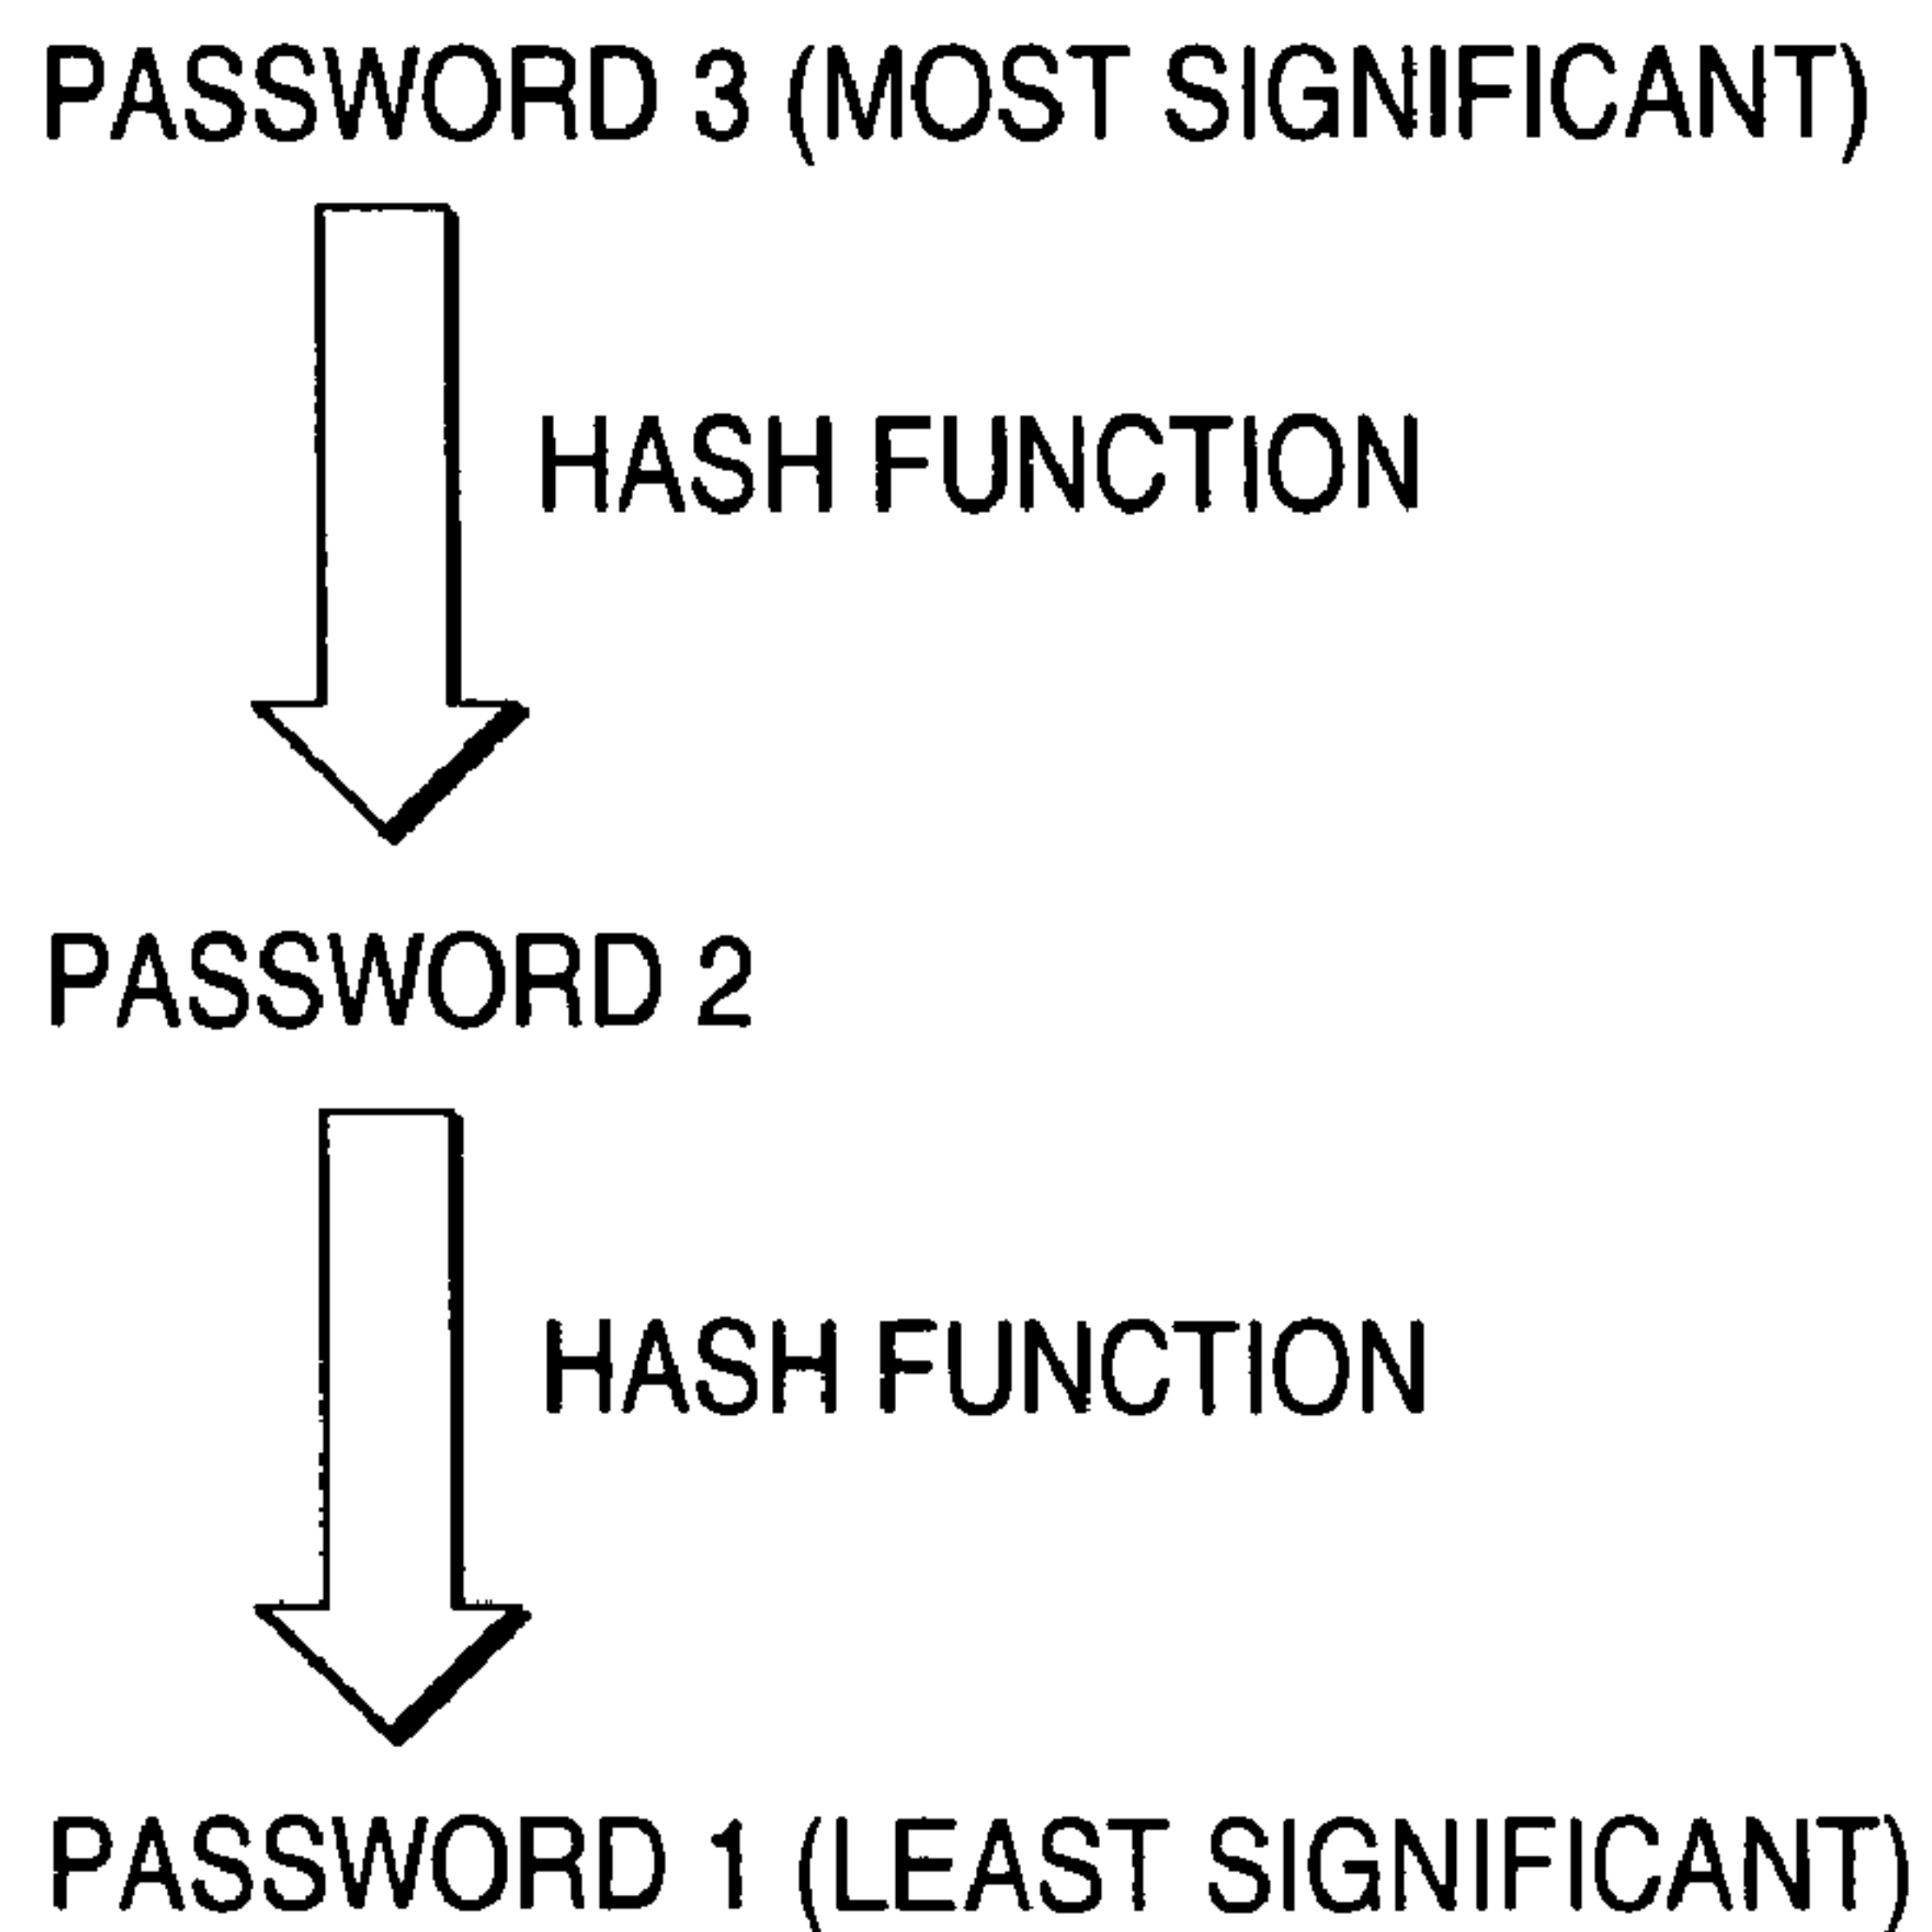 PASSWORD 3 (MOST SIGNIFICANT)
HASH FUNCTION
PASSWORD 2
HASH FUNCTION
PASSWORD 1 (LEAST SIGNIFICANT)